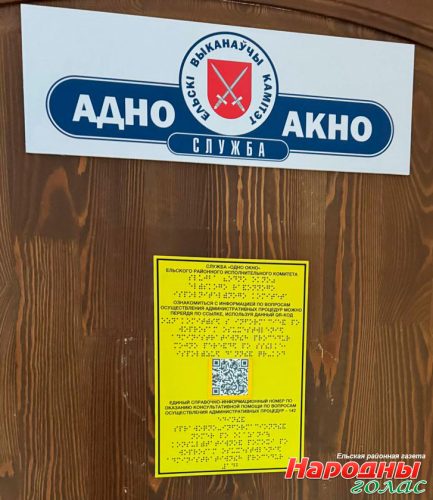 ЕЛЬСКІ ВЫКАНАЎЧЫ КАМІТЭТ
АДНО АКНО
СЛУЖБА
СЛУЖБА «ОДНО ОКНО»
ЕЛЬСКОГО РАЙОННОГО ИСПОЛНИТЕЛЬНОГО КОМИТЕТА
ОЗНАКОМИТЬСЯ С ИНФОРМАЦИЕЙ ПО ВОПРОСАМ
ОСУЩЕСТВЛЕНИЯ АДМИНИСТРАТИВНЫХ ПРОЦЕДУР МОЖНО
ПЕРЕЙДЯ ПО ССЫЛКЕ, ИСПОЛЬЗУЯ ДАННЫЙ QR-КОД
ЕДИНЫЙ СПРАВОЧНО-ИНФОРМАЦИОННЫЙ НОМЕР ПО
ОКАЗАНИЮ КОНСУЛЬТАТИВНОЙ ПОМОЩИ ПО ВОПРОСАМ
ОСУЩЕСТВЛЕНИЯ АДМИНИСТРАТИВНЫХ ПРОЦЕДУР - 142
Ельская районная газета
Народны
голас